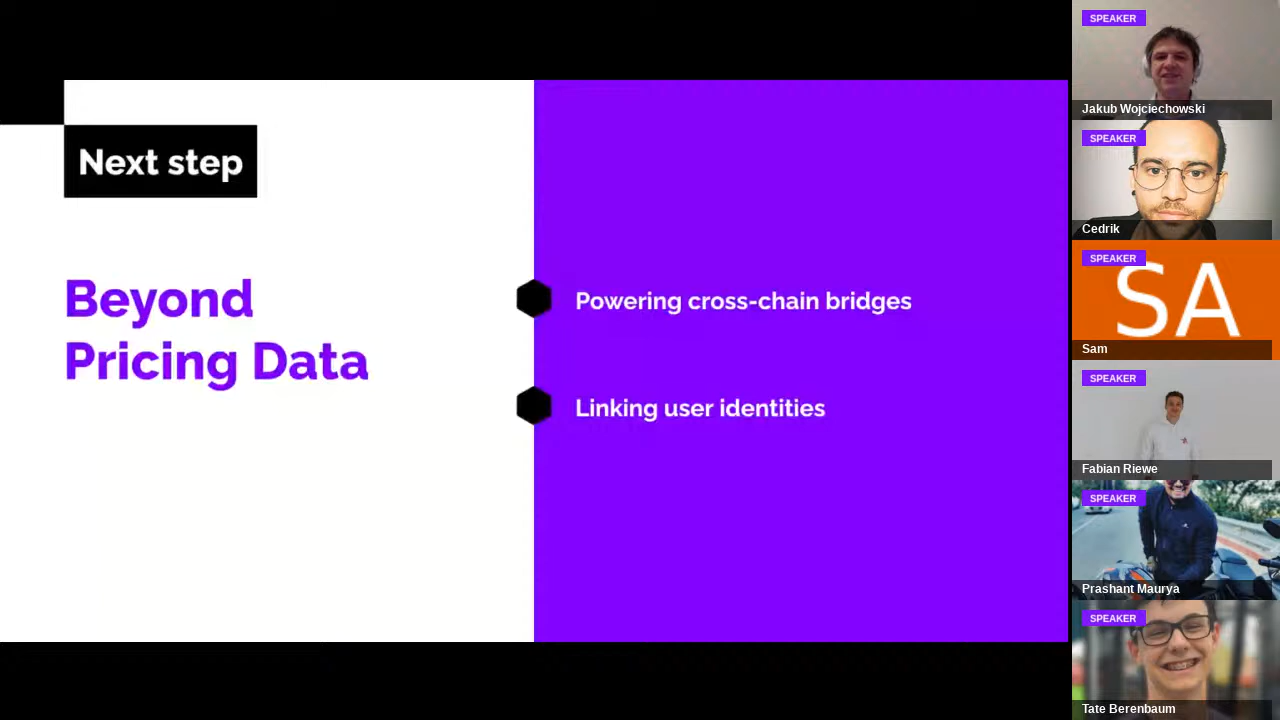 Next step
Beyond
Pricing Data
Powering cross-chain bridges
Linking user identities
SPEAKER
Jakub Wojciechowski
SPEAKER
Cedrik
SPEAKER
SA
Sam
SPEAKER
Fabian Riewe
SPEAKER
Prashant Maurya
SPEAKER
Tate Berenbaum